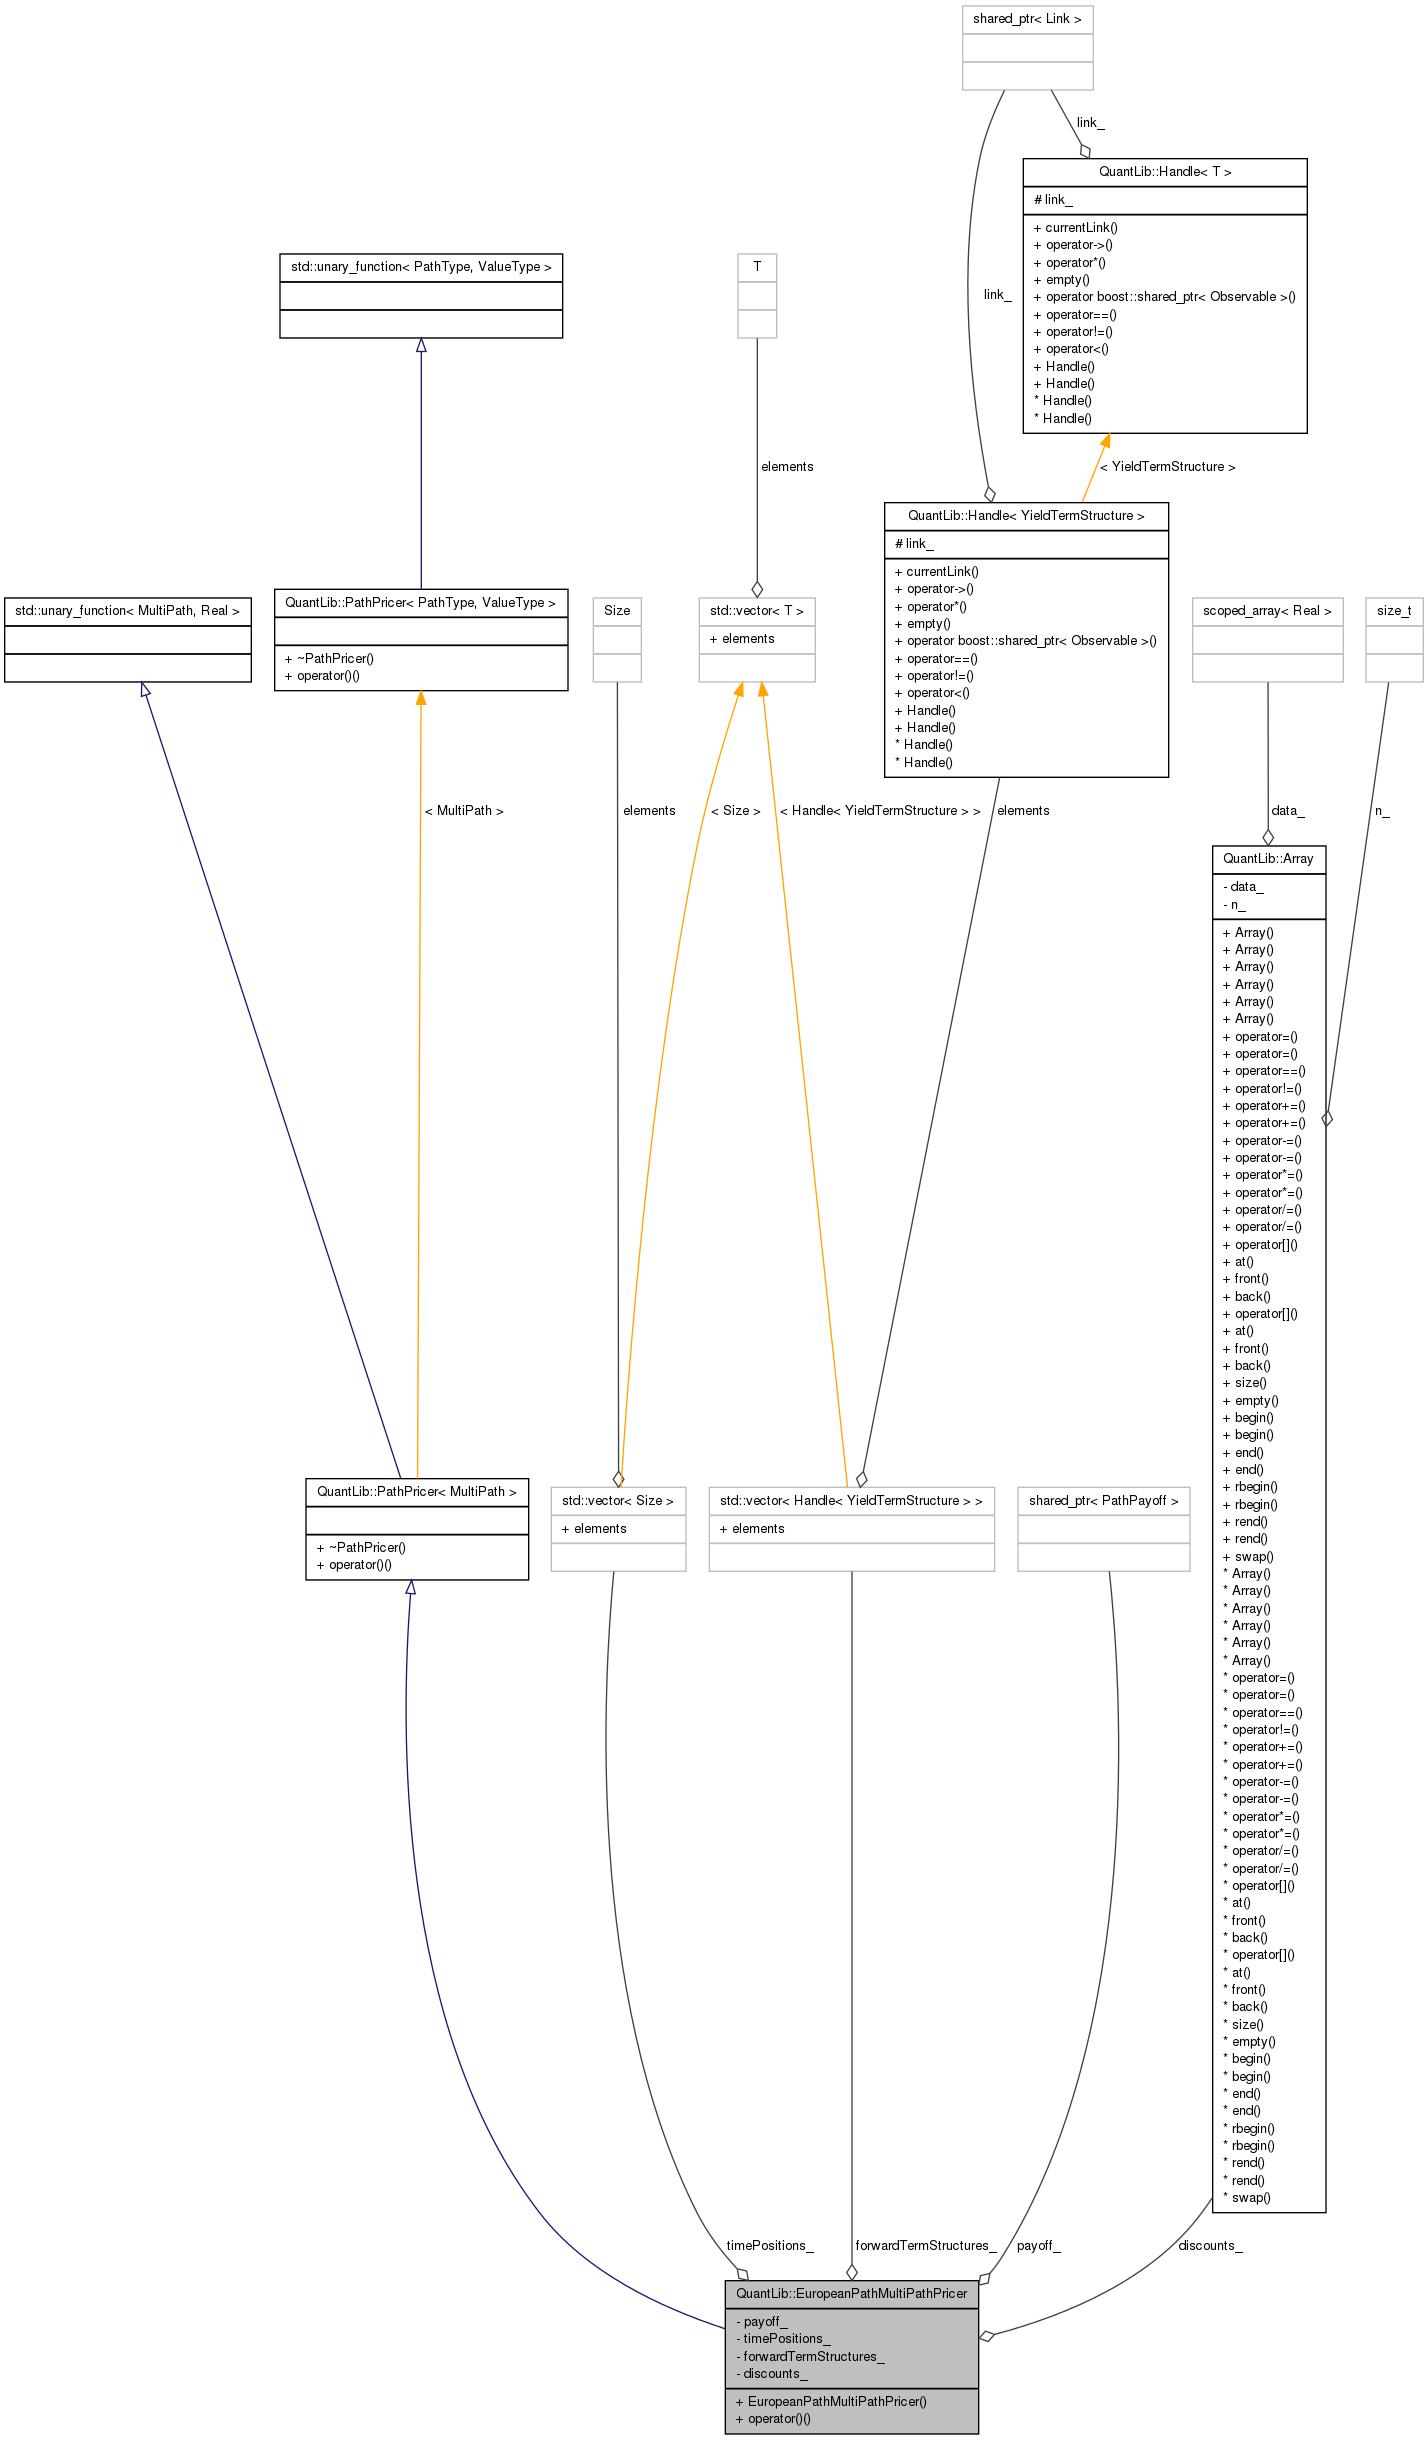 shared_ptr< Link >
link_
QuantLib::Handle< T >
# link_
+ currentLink()
+ operator->()
+ operator*()
+ empty()
+ operator boost::shared_ptr< Observable >()
+ operator==()
+ operator!=()
+ operator<()
+ Handle()
+ Handle()
* Handle()
* Handle()
std::unary_function< PathType, ValueType >
T
link_
elements
< YieldTermStructure >
QuantLib::Handle< YieldTermStructure >
# link_
+ currentLink()
+ operator->()
+ operator*()
+ empty()
+ operator boost::shared_ptr< Observable >()
+ operator==()
+ operator!=()
+ operator<()
+ Handle()
+ Handle()
* Handle()
* Handle()
std::unary_function< MultiPath, Real >
QuantLib::PathPricer< PathType, ValueType >
+ ~PathPricer()
+ operator()()
Size
std::vector< T >
+ elements
scoped_array< Real >
size_t
< MultiPath >
elements
< Size >
< Handle< YieldTermStructure > >
elements
data_
n_
QuantLib::Array
- data_
- n_
+ Array()
+ Array()
+ Array()
+ Array()
+ Array()
+ Array()
+ operator=()
+ operator=()
+ operator==()
+ operator!=()
+ operator+=()
+ operator+=()
+ operator-=()
+ operator-=()
+ operator*=()
+ operator*=()
+ operator/=()
+ operator/=()
+ operator[]()
+ at()
+ front()
+ back()
+ operator[]()
+ at()
+ front()
+ back()
+ size()
+ empty()
+ begin()
+ begin()
+ end()
+ end()
+ rbegin()
+ rbegin()
+ rend()
+ rend()
+ swap()
* Array()
* Array()
* Array()
* Array()
* Array()
* Array()
* operator=()
* operator=()
* operator==()
* operator!=()
* operator+=()
* operator+=()
* operator-=()
* operator-=()
* operator*=()
* operator*=()
* operator/=()
* operator/=()
* operator[]()
* at()
* front()
* back()
* operator[]()
* at()
* front()
* back()
* size()
* empty()
* begin()
* begin()
* end()
* end()
* rbegin()
* rbegin()
* rend()
* rend()
* swap()
QuantLib::PathPricer< MultiPath >
+ ~PathPricer()
+ operator()()
std::vector< Size >
+ elements
std::vector< Handle< YieldTermStructure > >
+ elements
shared_ptr< PathPayoff >
timePositions_
forwardTermStructures_
payoff_
discounts_
QuantLib::EuropeanPathMultiPathPricer
- payoff_
- timePositions_
- forwardTermStructures_
- discounts_
+ EuropeanPathMultiPathPricer()
+ operator()()